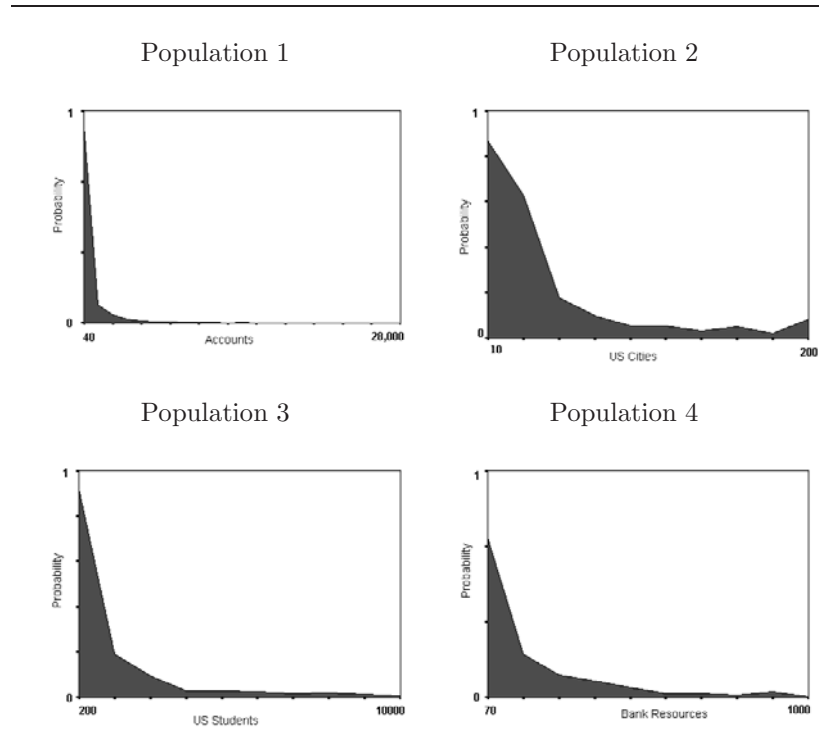 Population 1
Population 2
1
Probability
0
40
Accounts
28,000
1
Probability
0
10
US Cities
200
Population 3
Population 4
1
Probability
0
200
US Students
10000
1
Probability
0
70
Bank Resources
1000